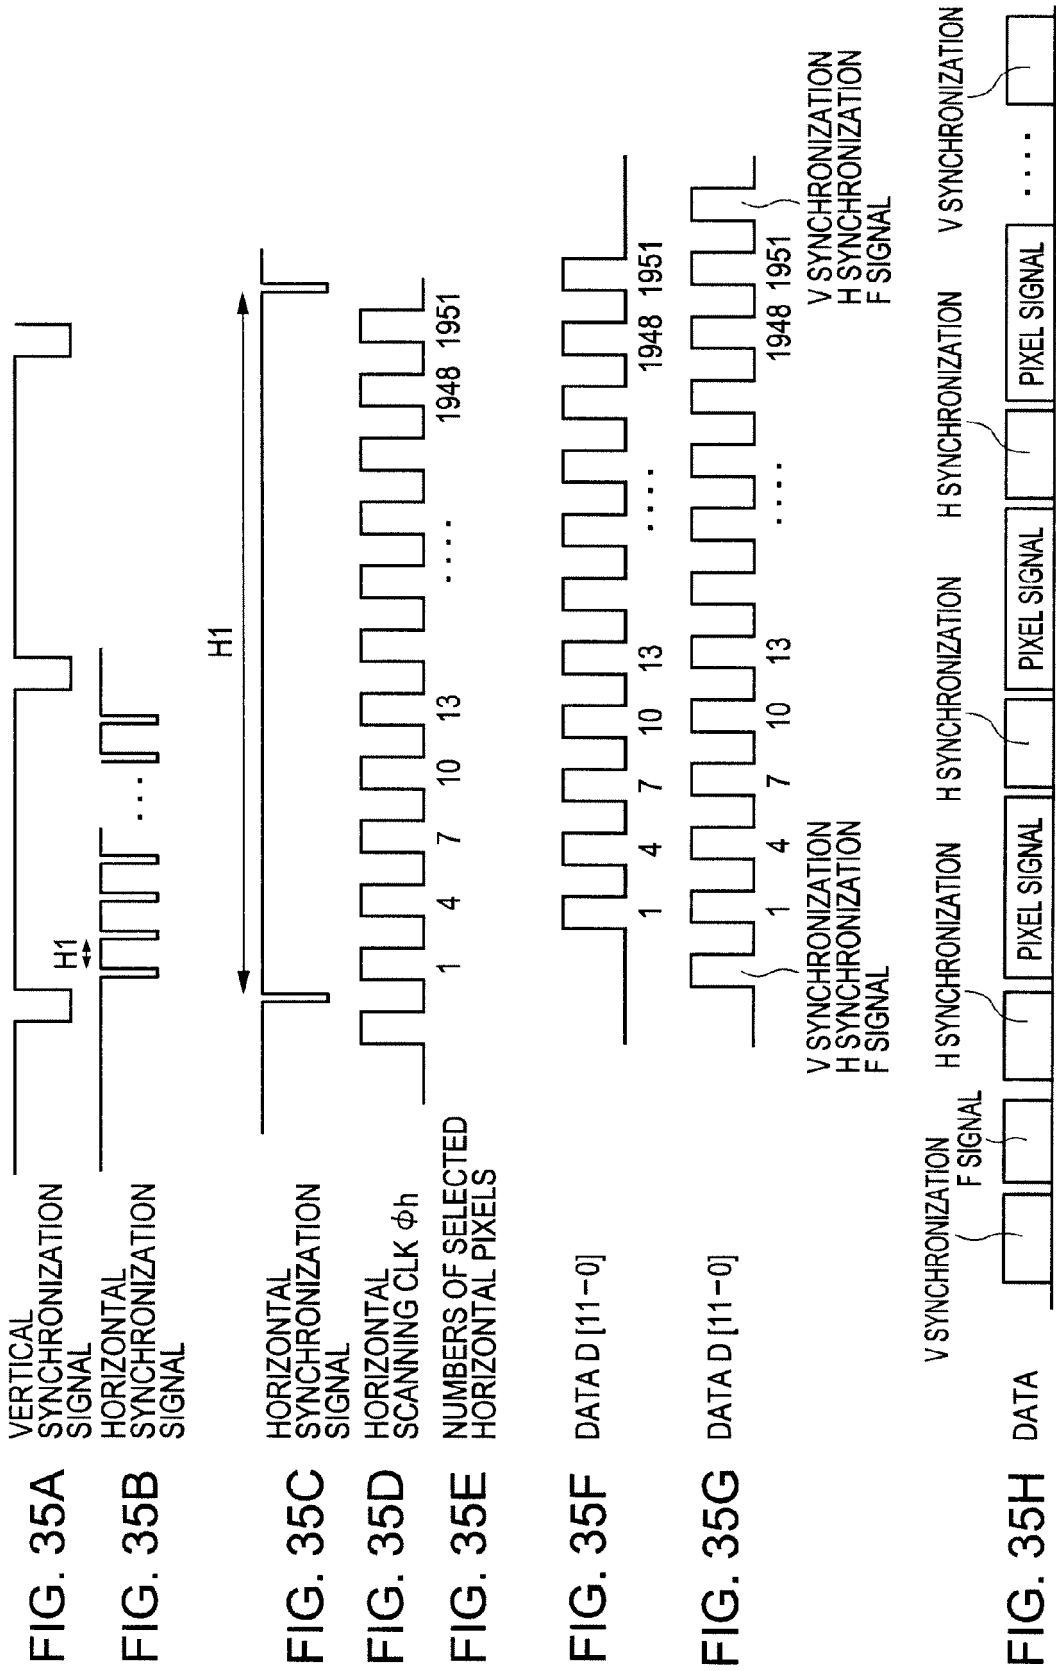 FIG. 35A
VERTICAL
SYNCHRONIZATION
SIGNAL
FIG. 35B
HORIZONTAL
SYNCHRONIZATION
SIGNAL
H1
. . .
FIG. 35C
HORIZONTAL
SYNCHRONIZATION
SIGNAL
H1
FIG. 35D
HORIZONTAL
SCANNING CLK Φh
FIG. 35E
NUMBERS OF SELECTED
HORIZONTAL PIXELS
1 4 7 10 13 . . . . 1948 1951
FIG. 35F
DATA D [11-0]
1 4 7 10 13 . . . . 1948 1951
FIG. 35G
DATA D [11-0]
1 4 7 10 13 . . . . 1948 1951
V SYNCHRONIZATION
H SYNCHRONIZATION
F SIGNAL
V SYNCHRONIZATION
H SYNCHRONIZATION
F SIGNAL
FIG. 35H
DATA
V SYNCHRONIZATION
F SIGNAL
H SYNCHRONIZATION
PIXEL SIGNAL
H SYNCHRONIZATION
PIXEL SIGNAL
H SYNCHRONIZATION
PIXEL SIGNAL
. . . .
V SYNCHRONIZATION